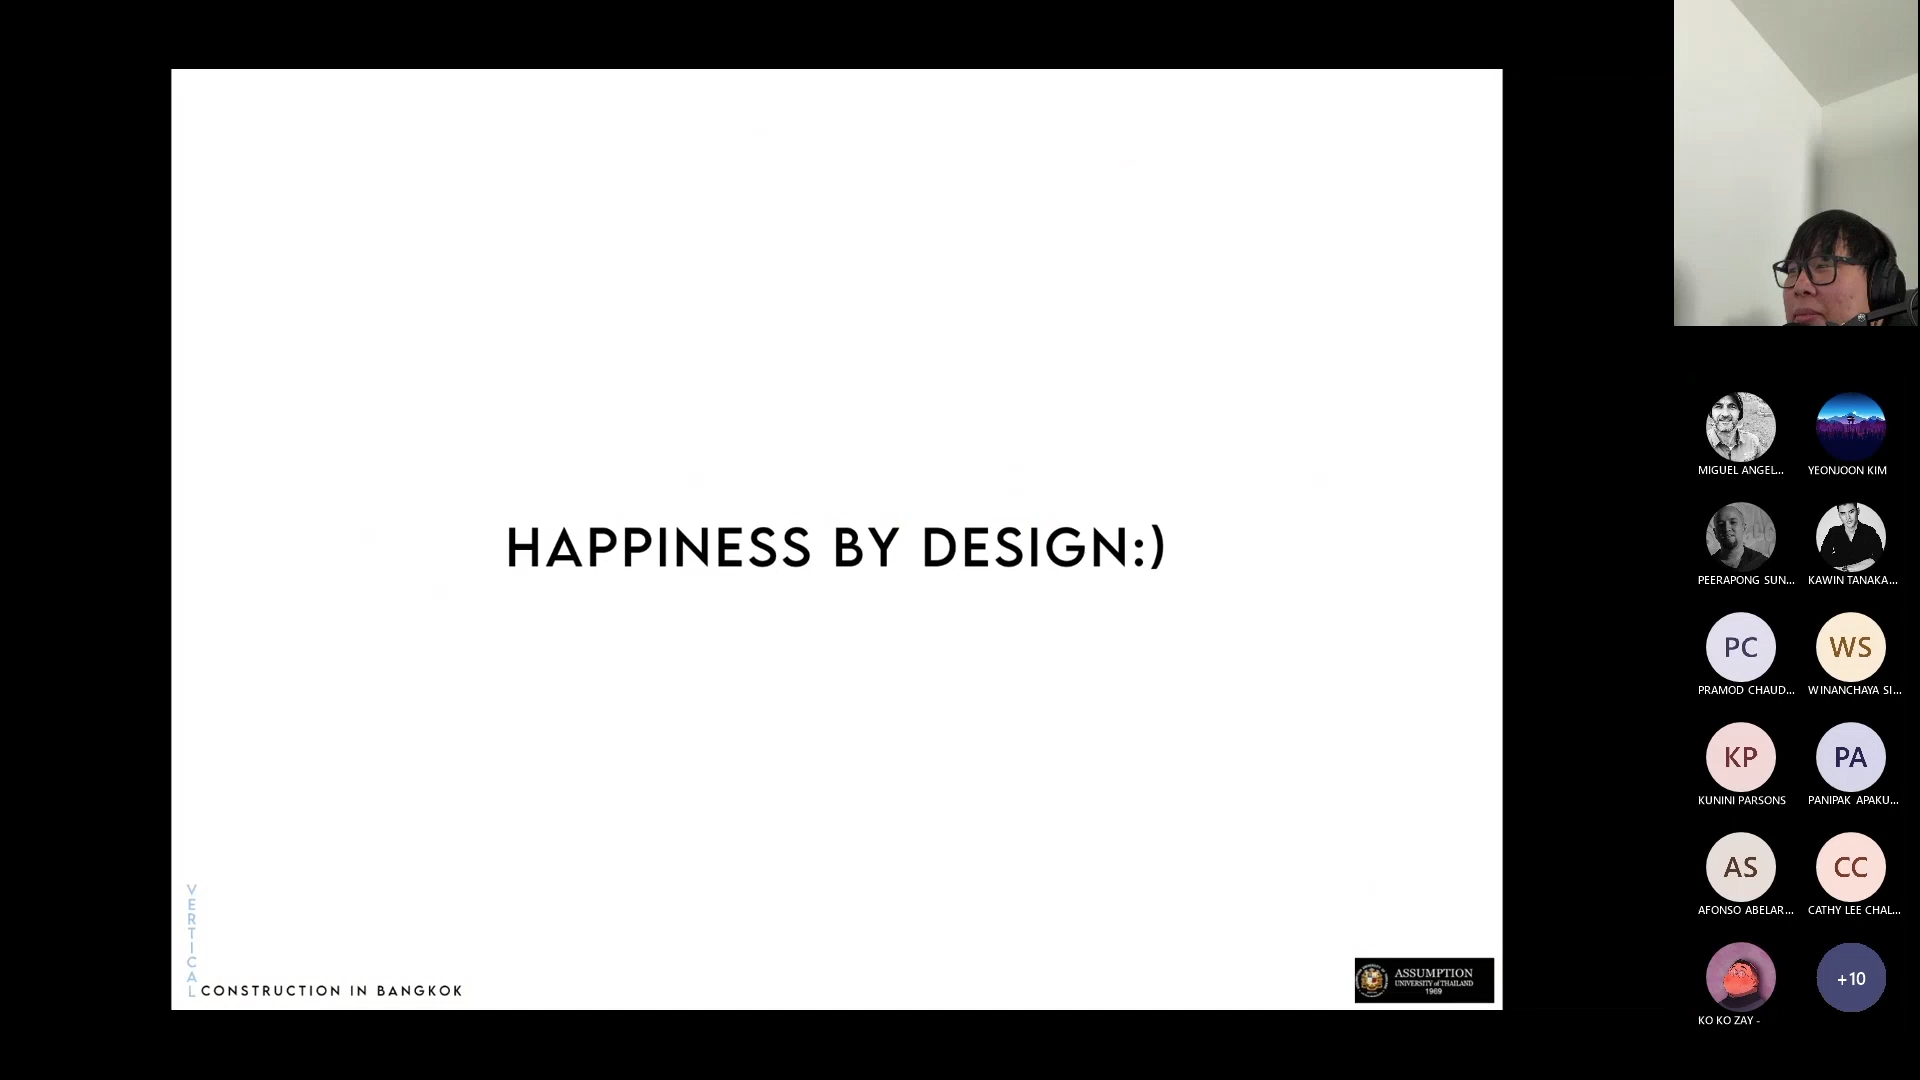 HAPPINESS BY DESIGN:)
VERTICAL
CONSTRUCTION IN BANGKOK
ASSUMPTION
UNIVERSITY of THAILAND
1969
MIGUEL ANGEL...
YEONJOON KIM
PEERAPONG SUN...
KAWIN TANAKA...
PC
WS
PRAMOD CHAUD...
WINANCHAYA SI...
KP
PA
KUNINI PARSONS
PANIPAK APAKU...
AS
CC
AFONSO ABELAR...
CATHY LEE CHAL...
+10
KO KO ZAY -